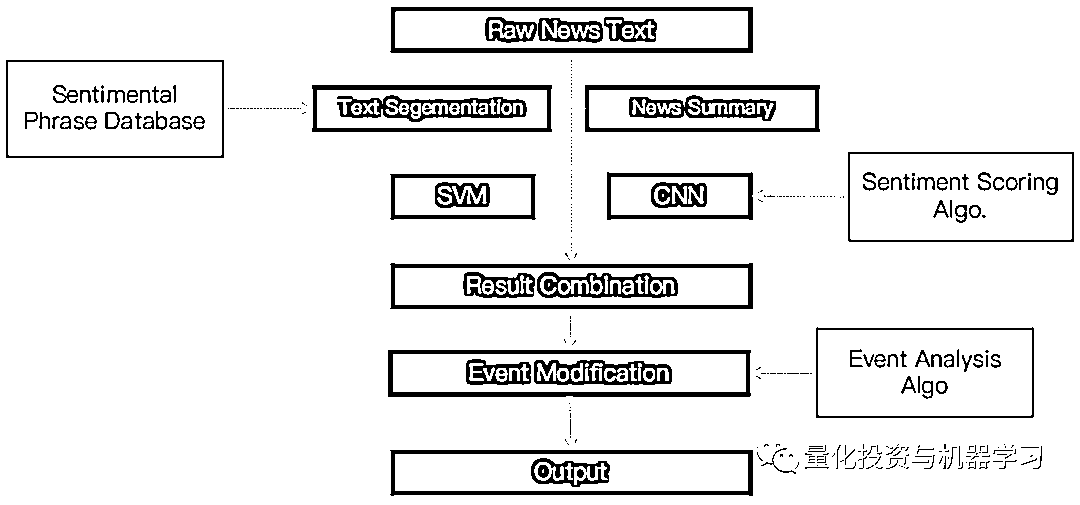 Raw News Text
Sentimental
Phrase Database
Text Segementation
News Summary
SVM
CNN
Sentiment Scoring
Algo.
Result Combination
Event Modification
Event Analysis
Algo
Output
量化投资与机器学习